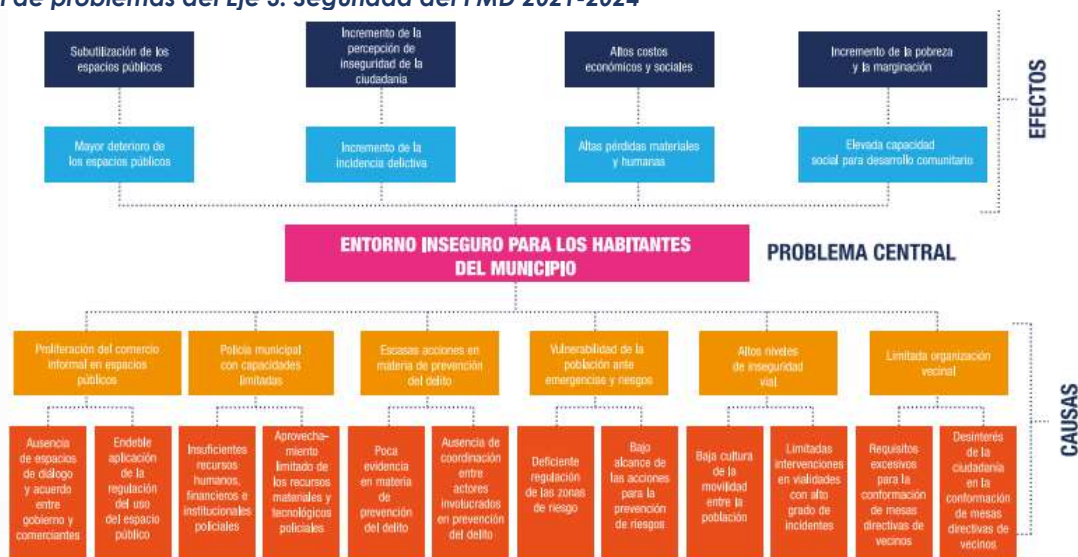 de problemas del Eje 3. Seguridad del PMD 2021-2024
Subutilización de los
espacios públicos
Incremento de la
percepción de
inseguridad de la
ciudadanía
Altos costos
económicos y sociales
Incremento de la pobreza
y la marginación
Mayor deterioro de
los espacios públicos
Incremento de la
incidencia delictiva
Altas pérdidas materiales
y humanas
Elevada capacidad
social para desarrollo comunitario
EFECTOS
ENTORNO INSEGURO PARA LOS HABITANTES
DEL MUNICIPIO
PROBLEMA CENTRAL
Proliferación del comercio
informal en espacios
públicos
Policía municipal
con capacidades
limitadas
Escasas acciones en
materia de prevención
del delito
Vulnerabilidad de la
población ante
emergencias y riesgos
Altos niveles
de inseguridad
vial
Limitada organización
vecinal
Ausencia
de espacios
de diálogo
y acuerdo
entre
gobierno y
comerciantes
Endeble
aplicación
de la
regulación
del uso
del espacio
público
Insuficientes
recursos
humanos,
financieros e
institucionales
policiales
Aprovecha-
miento
limitado de
los recursos
materiales y
tecnológicos
policiales
Poca
evidencia
en materia
de
prevención
del delito
Ausencia de
coordinación
entre
actores
involucrados
en prevención
del delito
Deficiente
regulación
de las zonas
de riesgo
Bajo
alcance de
las acciones
para la
prevención
de riesgos
Baja cultura
de la
movilidad
entre la
población
Limitadas
intervenciones
en vialidades
con alto
grado de
incidentes
Requisitos
excesivos
para la
conformación
de mesas
directivas de
vecinos
Desinterés
de la
ciudadanía
en la
conformación
de mesas
directivas de
vecinos
CAUSAS